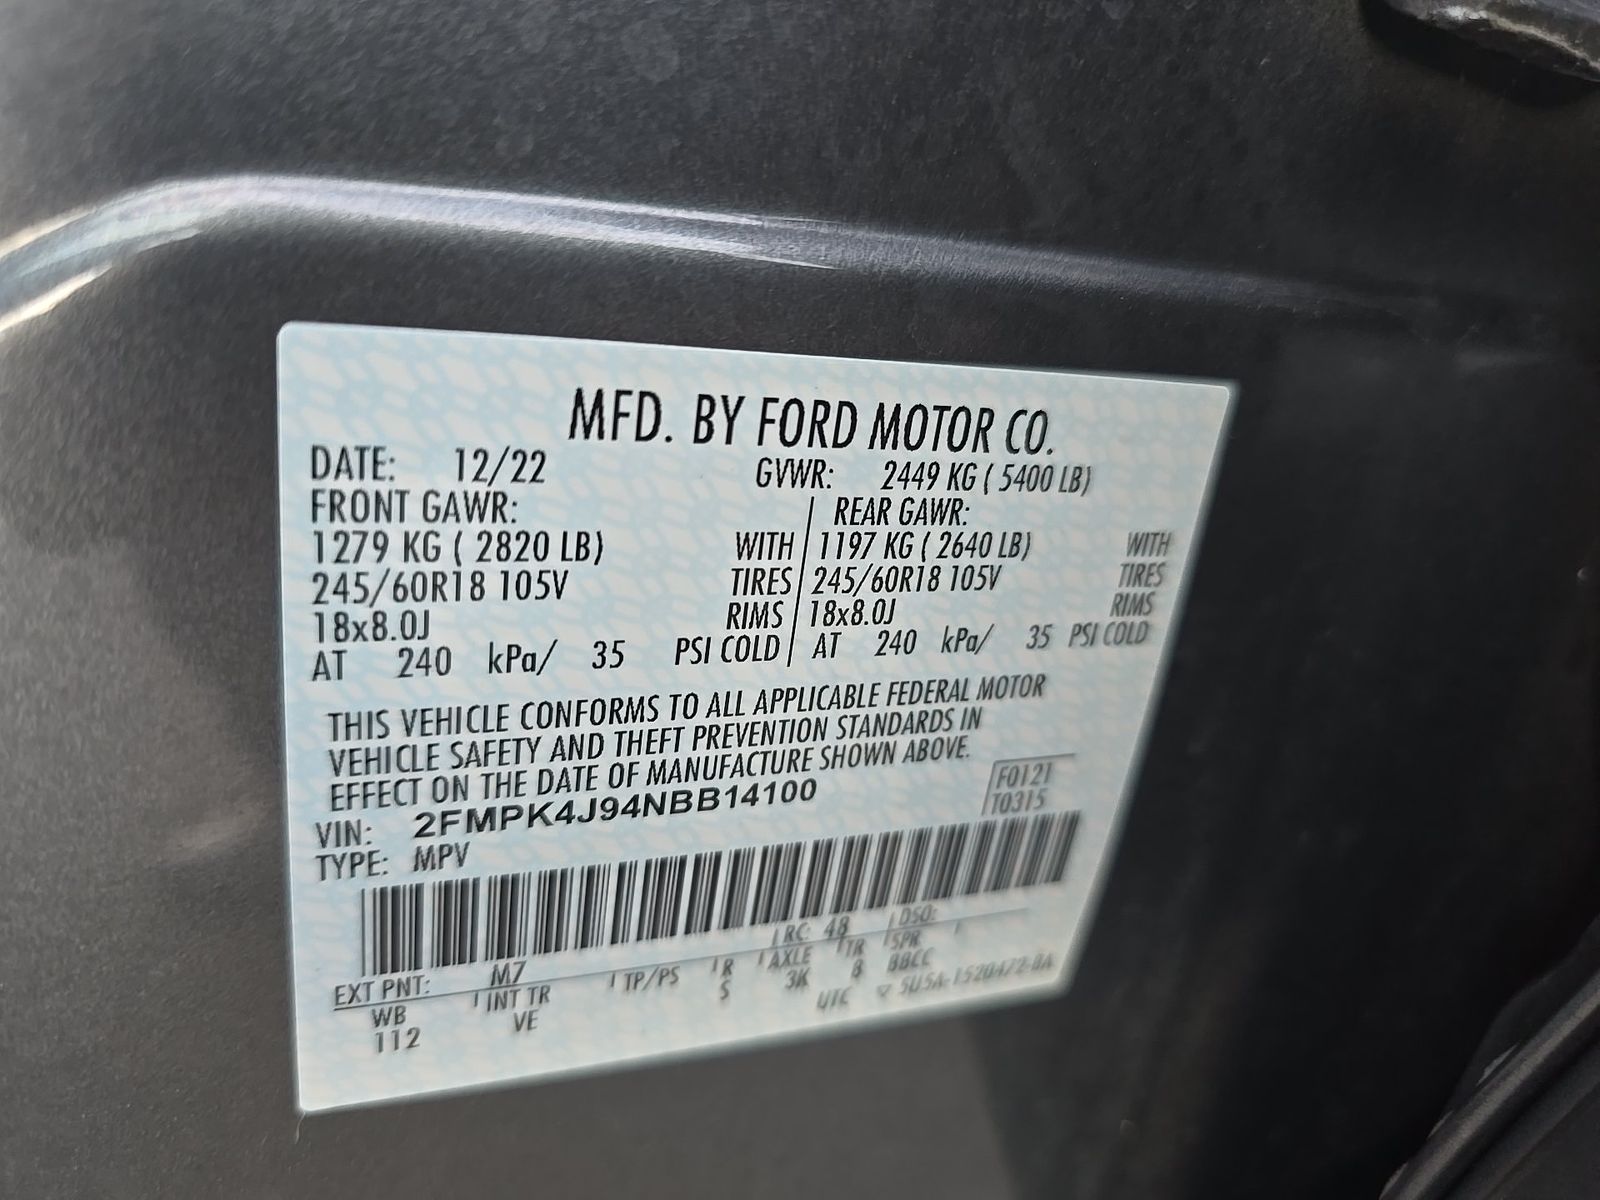 MFD. BY FORD MOTOR CO.
DATE: 12/22 GVWR: 2449 KG ( 5400 LB)
FRONT GAWR: REAR GAWR:
1279 KG ( 2820 LB) WITH 1197 KG ( 2640 LB) WITH
245/60R18 105V TIRES 245/60R18 105V TIRES
18x8.0J RIMS 18x8.0J RIMS
AT 240 kPa/ 35 PSI COLD AT 240 kPa/ 35 PSI COLD
THIS VEHICLE CONFORMS TO ALL APPLICABLE FEDERAL MOTOR
VEHICLE SAFETY AND THEFT PREVENTION STANDARDS IN
EFFECT ON THE DATE OF MANUFACTURE SHOWN ABOVE.
F0121
T0315
VIN: 2FMPK4J94NBB14100
TYPE: MPV
EXT PNT: M7 RC: 48 DSO:
WB INT TR TP/PS R AXLE TR SPR
112 VE S 3K 8 BBCC
UTC ▽ 5U5A-1520472-BA